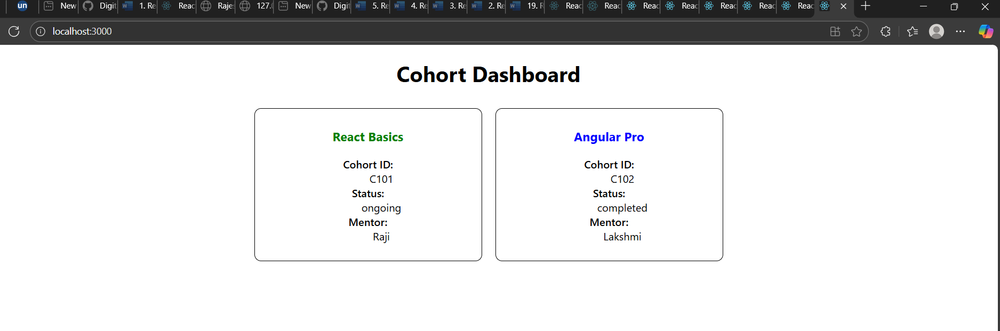 un New Digit 1. Re Reac Raje: 127.0 New Digit 5. Re 4. Re 3. Re 2. Re 19. R Reac Reac Reac Reac Reac Reac Reac
localhost:3000
Cohort Dashboard
React Basics
Cohort ID:
C101
Status:
ongoing
Mentor:
Raji
Angular Pro
Cohort ID:
C102
Status:
completed
Mentor:
Lakshmi